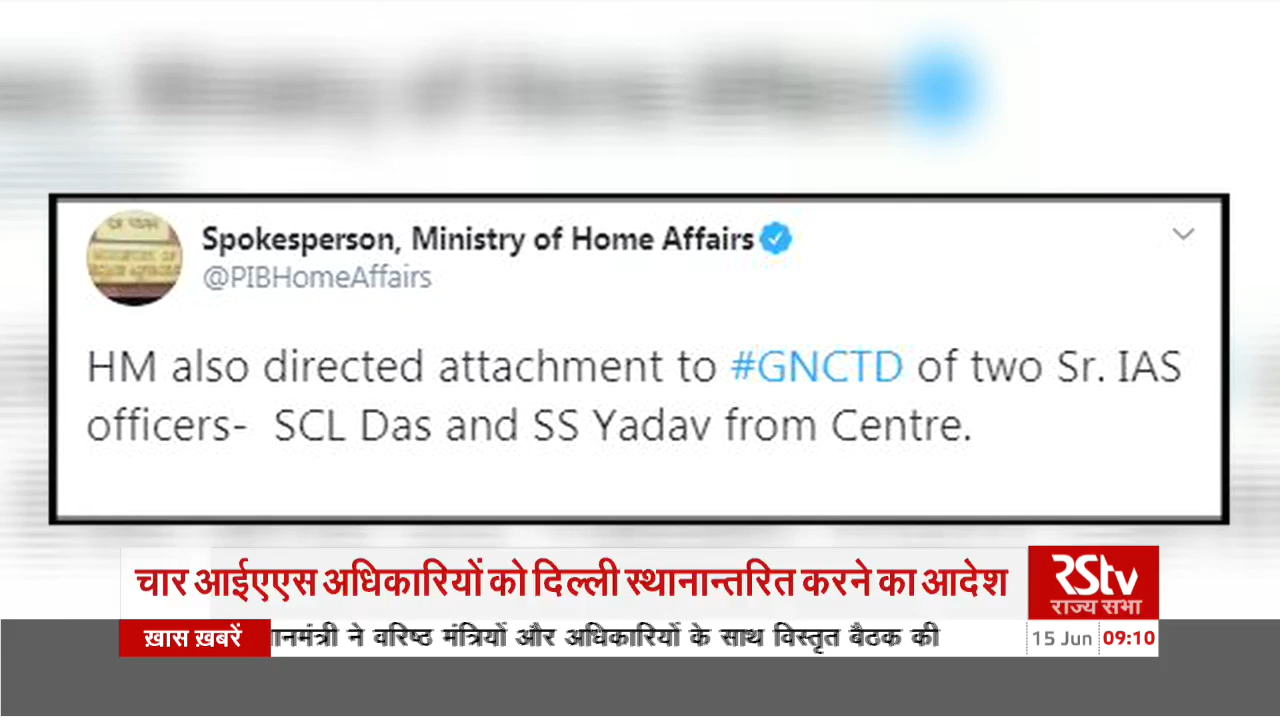 Spokesperson, Ministry of Home Affairs
@PIBHomeAffairs
HM also directed attachment to #GNCTD of two Sr. IAS
officers- SCL Das and SS Yadav from Centre.
चार आईएएस अधिकारियों को दिल्ली स्थानान्तरित करने का आदेश
RSTV
राज्य सभा
ख़ास ख़बरें
ानमंत्री ने वरिष्ठ मंत्रियों और अधिकारियों के साथ विस्तृत बैठक की
15 Jun 09:10